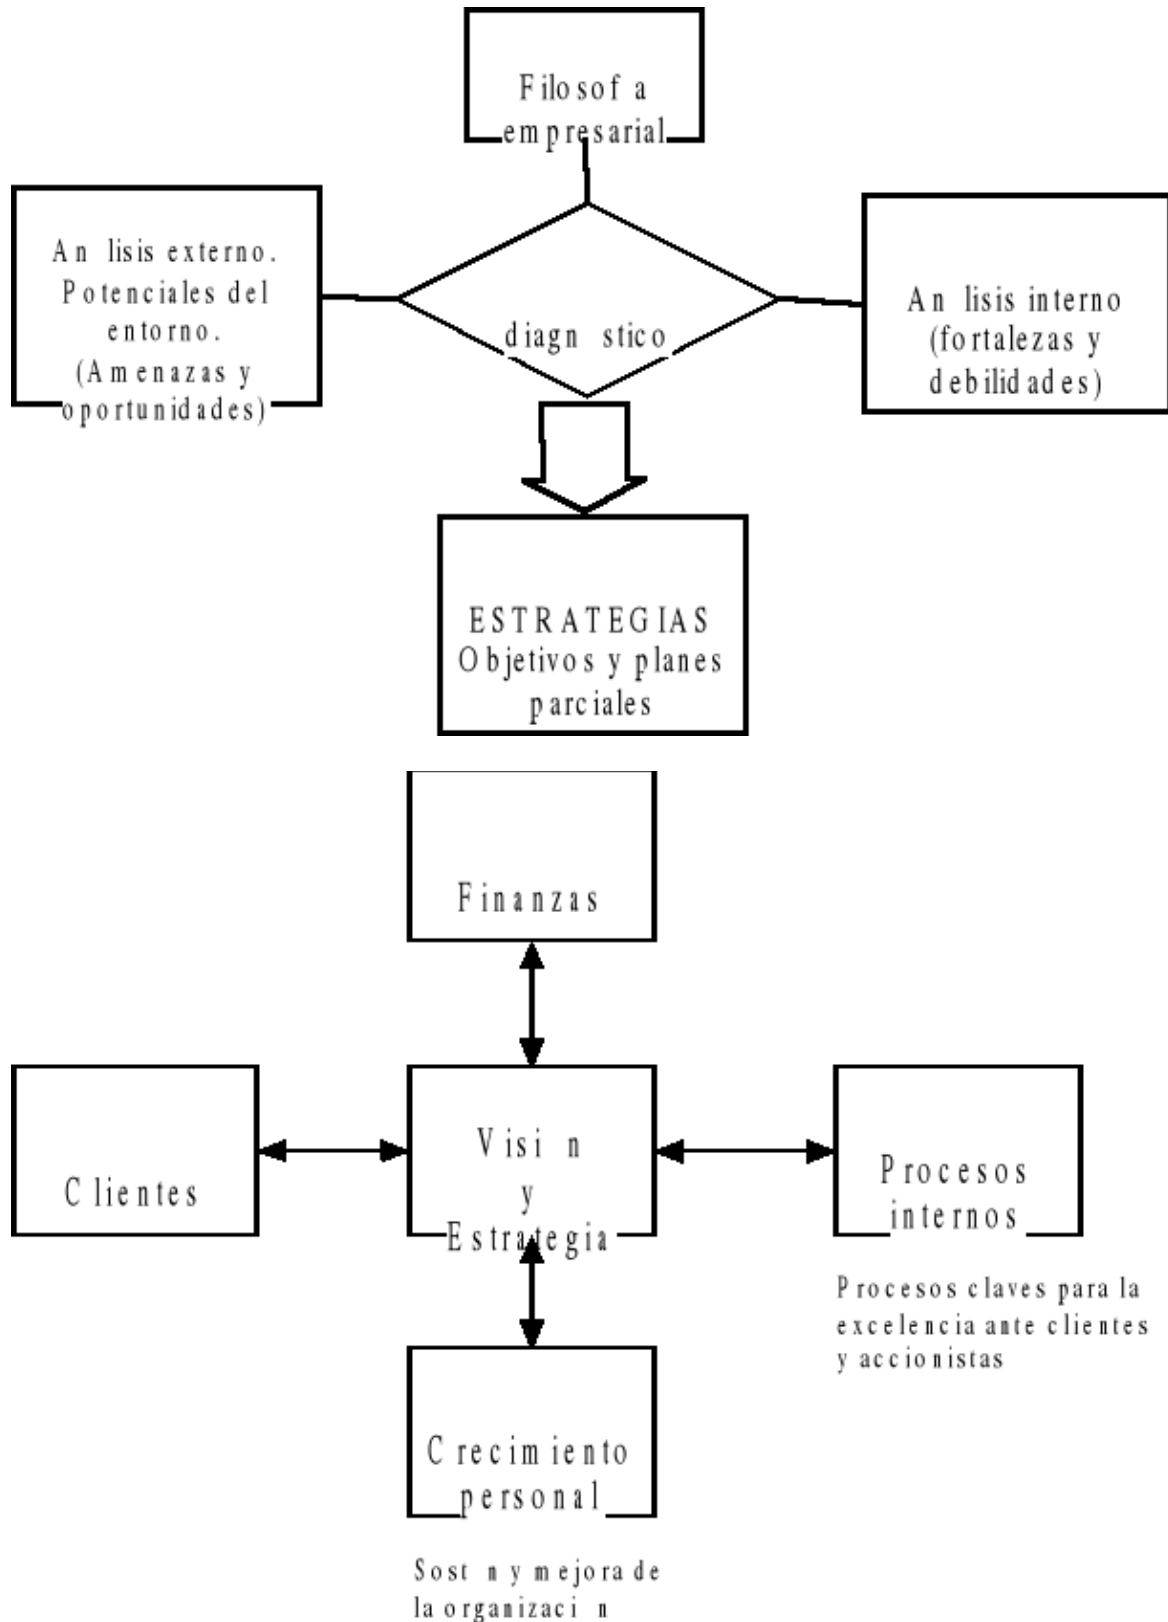 Filosof a
empresarial
An lisis externo.
Potenciales del
entorno.
(Amenazas y
oportunidades)
diagn stico
An lisis interno
(fortalezas y
debilidades)
ESTRATEGIAS
Objetivos y planes
parciales
Finanzas
Clientes
Visi n
y
Estrategia
Procesos
internos
Procesos claves para la
excelencia ante clientes
y accionistas
Crecimiento
personal
Sost n y mejora de
la organizaci n